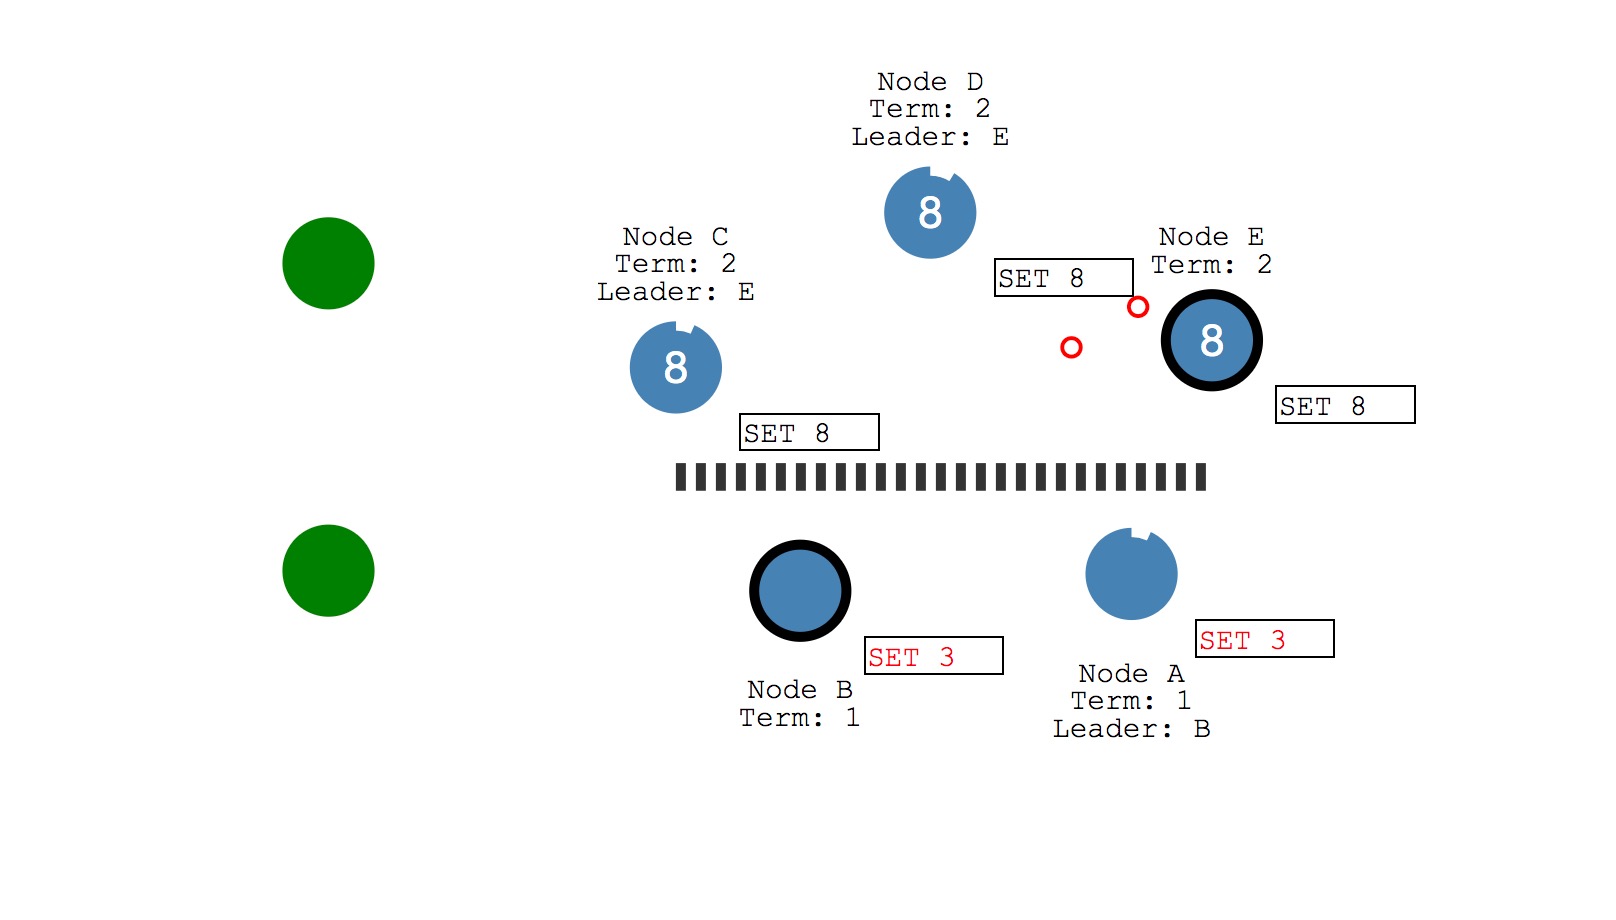 Node D
Term: 2
Leader: E
8
SET 8
Node E
Term: 2
8
SET 8
Node C
Term: 2
Leader: E
8
SET 8
SET 3
Node B
Term: 1
SET 3
Node A
Term: 1
Leader: B